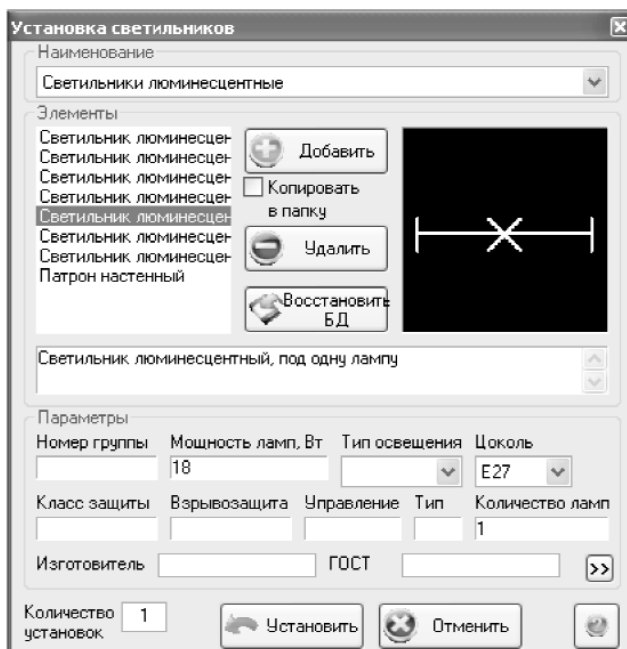 Установка светильников
Наименование
Светильники люминесцентные
Элементы
Светильник люминесцен
Светильник люминесцен
Светильник люминесцен
Светильник люминесцен
Светильник люминесцен
Светильник люминесцен
Светильник люминесцен
Патрон настенный
Добавить
Копировать
в папку
Удалить
Восстановить
БД
Светильник люминесцентный, под одну лампу
Параметры
Номер группы Мощность ламп, Вт Тип освещения Цоколь
18 E27
Класс защиты Взрывозащита Управление Тип Количество ламп
1
Изготовитель ГОСТ >>
Количество
установок
1
Установить Отменить